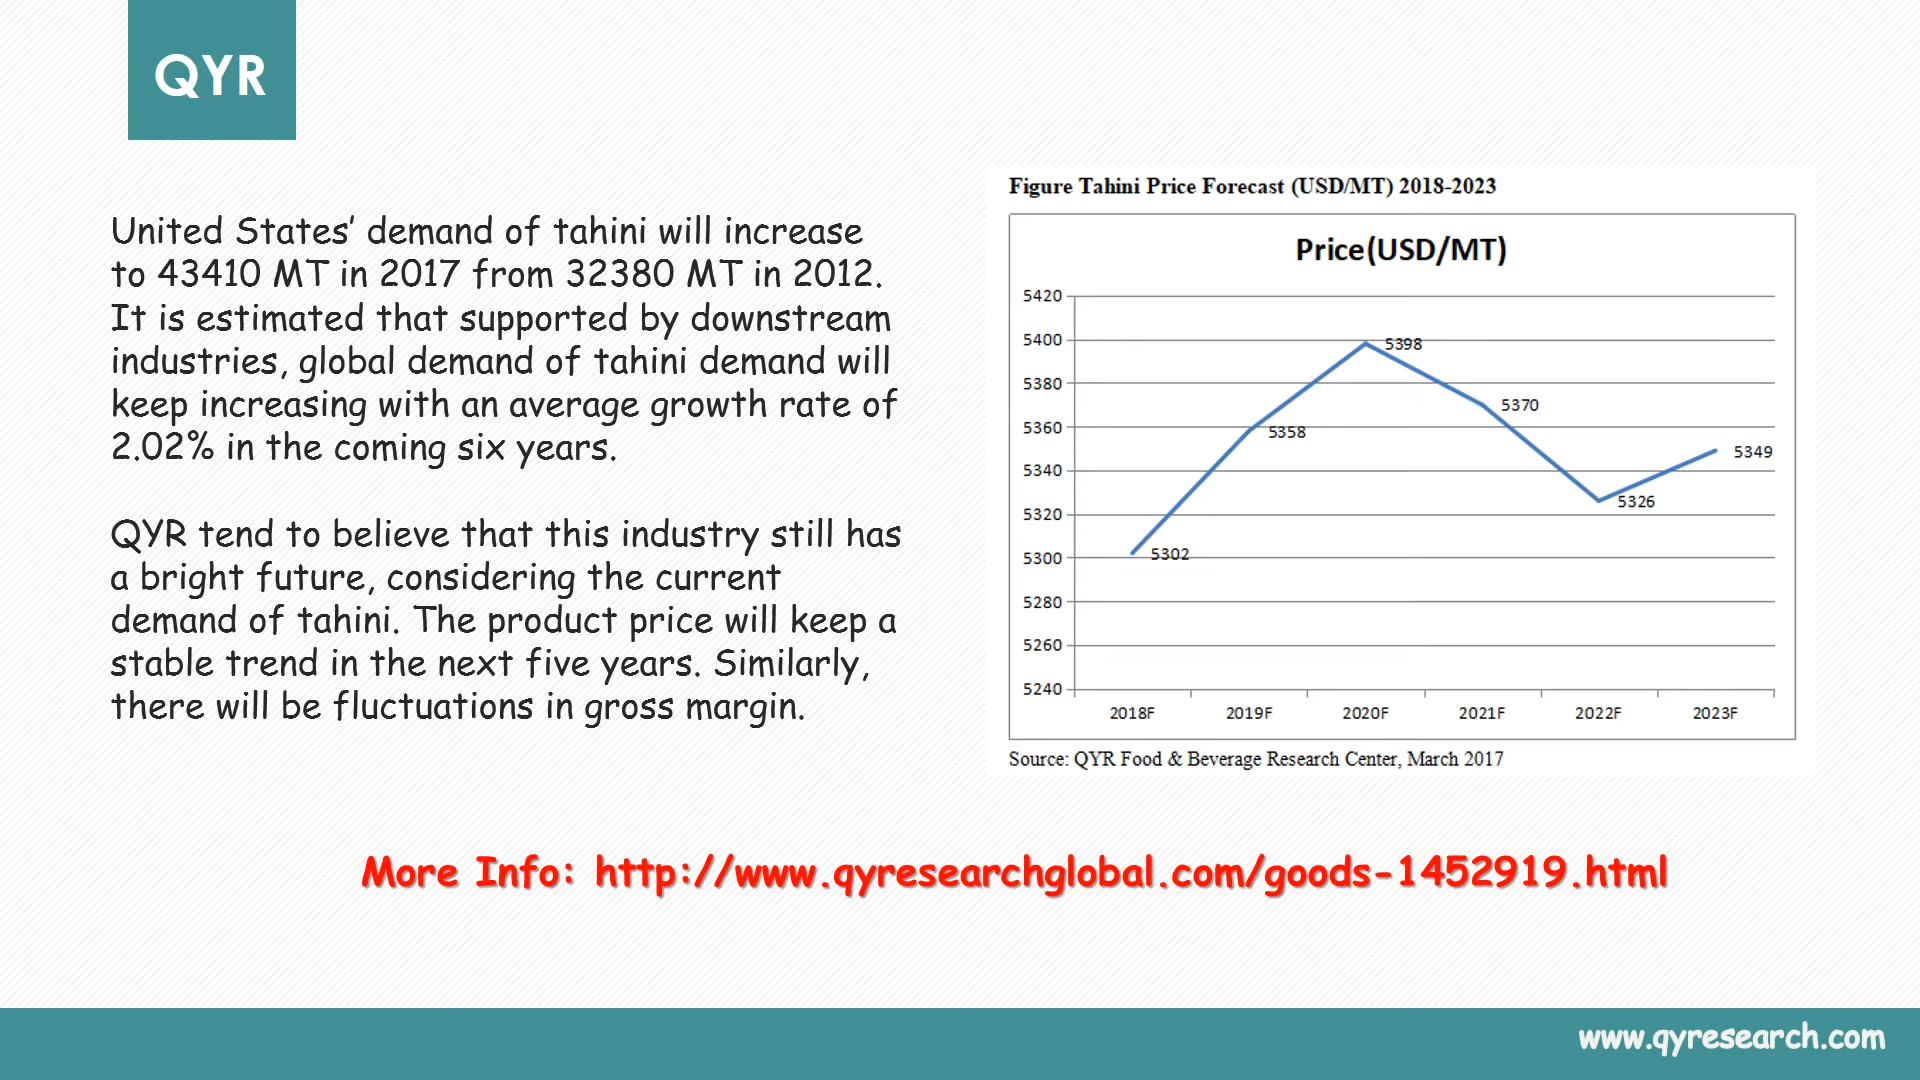 QYR
United States’ demand of tahini will increase
to 43410 MT in 2017 from 32380 MT in 2012.
It is estimated that supported by downstream
industries, global demand of tahini demand will
keep increasing with an average growth rate of
2.02% in the coming six years.
QYR tend to believe that this industry still has
a bright future, considering the current
demand of tahini. The product price will keep a
stable trend in the next five years. Similarly,
there will be fluctuations in gross margin.
Figure Tahini Price Forecast (USD/MT) 2018-2023
Price(USD/MT)
5420
5400
5380
5360
5340
5320
5300
5280
5260
5240
5302
5358
5398
5370
5326
5349
2018F 2019F 2020F 2021F 2022F 2023F
Source: QYR Food & Beverage Research Center, March 2017
More Info: http://www.qyresearchglobal.com/goods-1452919.html
www.qyresearch.com